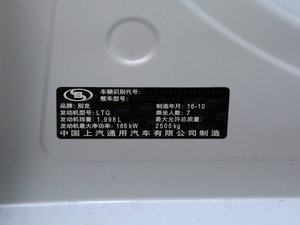 车辆识别代号:
整车型号:
品牌: 别克 制造年月: 16-10
发动机型号: LTG 乘坐人数: 7
发动机排量: 1,998L 最大允许总质量:
发动机最大净功率: 186kW 2505kg
中国上汽通用汽车有限公司制造